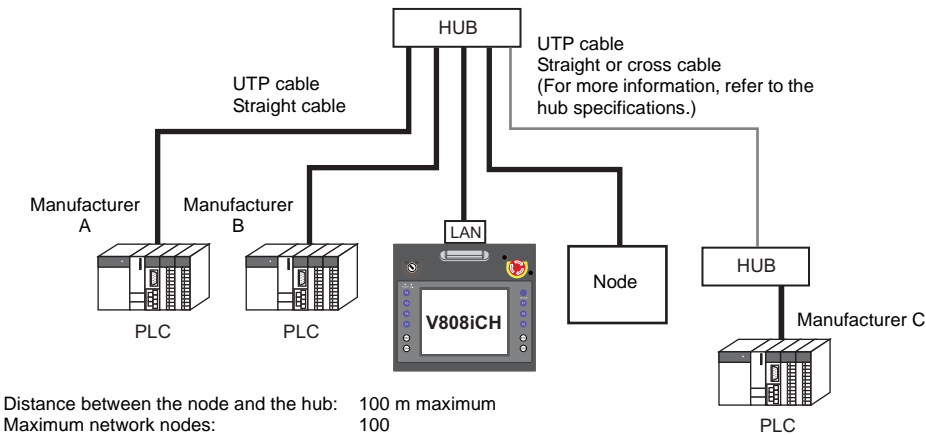 HUB
UTP cable
Straight or cross cable
(For more information, refer to the
hub specifications.)
UTP cable
Straight cable
Manufacturer
A
Manufacturer
B
LAN
V808iCH
Node
HUB
Manufacturer C
PLC
PLC
PLC
Distance between the node and the hub: 100 m maximum
Maximum network nodes: 100